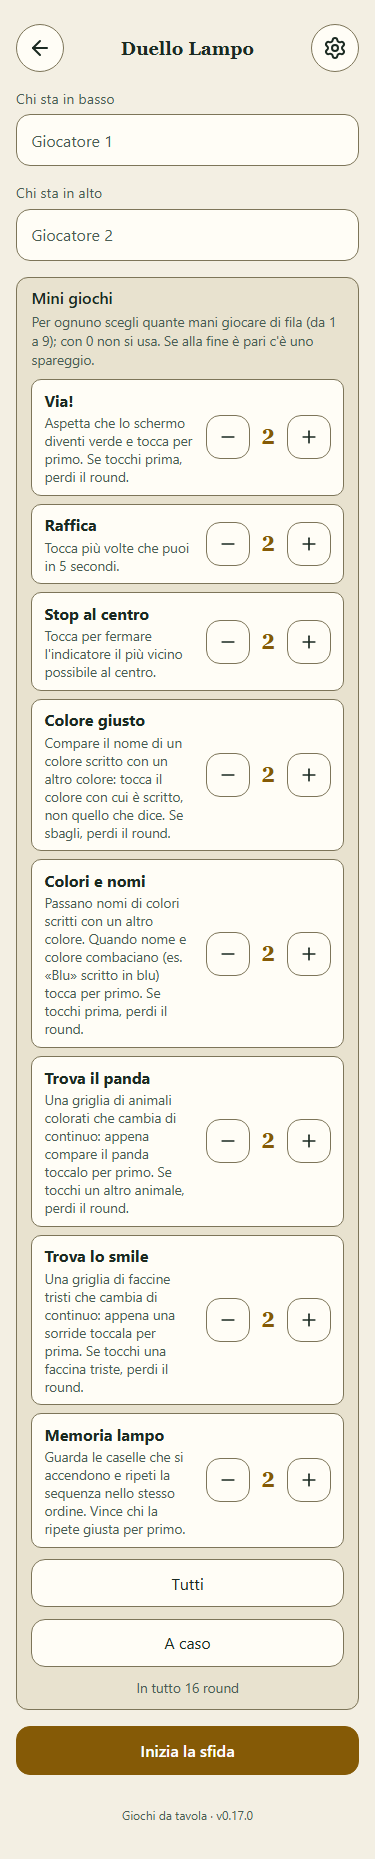 Duello Lampo
Chi sta in basso
Giocatore 1
Chi sta in alto
Giocatore 2
Mini giochi
Per ognuno scegli quante mani giocare di fila (da 1
a 9); con 0 non si usa. Se alla fine è pari c'è uno
spareggio.
Via!
Aspetta che lo schermo
diventi verde e tocca per
primo. Se tocchi prima,
perdi il round.
− 2 +
Raffica
Tocca più volte che puoi
in 5 secondi.
− 2 +
Stop al centro
Tocca per fermare
l'indicatore il più vicino
possibile al centro.
− 2 +
Colore giusto
Compare il nome di un
colore scritto con un
altro colore: tocca il
colore con cui è scritto,
non quello che dice. Se
sbagli, perdi il round.
− 2 +
Colori e nomi
Passano nomi di colori
scritti con un altro
colore. Quando nome e
colore combaciano (es.
«Blu» scritto in blu)
tocca per primo. Se
tocchi prima, perdi il
round.
− 2 +
Trova il panda
Una griglia di animali
colorati che cambia di
continuo: appena
compare il panda
toccalo per primo. Se
tocchi un altro animale,
perdi il round.
− 2 +
Trova lo smile
Una griglia di faccine
tristi che cambia di
continuo: appena una
sorride toccala per
prima. Se tocchi una
faccina triste, perdi il
round.
− 2 +
Memoria lampo
Guarda le caselle che si
accendono e ripeti la
sequenza nello stesso
ordine. Vince chi la
ripete giusta per primo.
− 2 +
Tutti
A caso
In tutto 16 round
Inizia la sfida
Giochi da tavola · v0.17.0